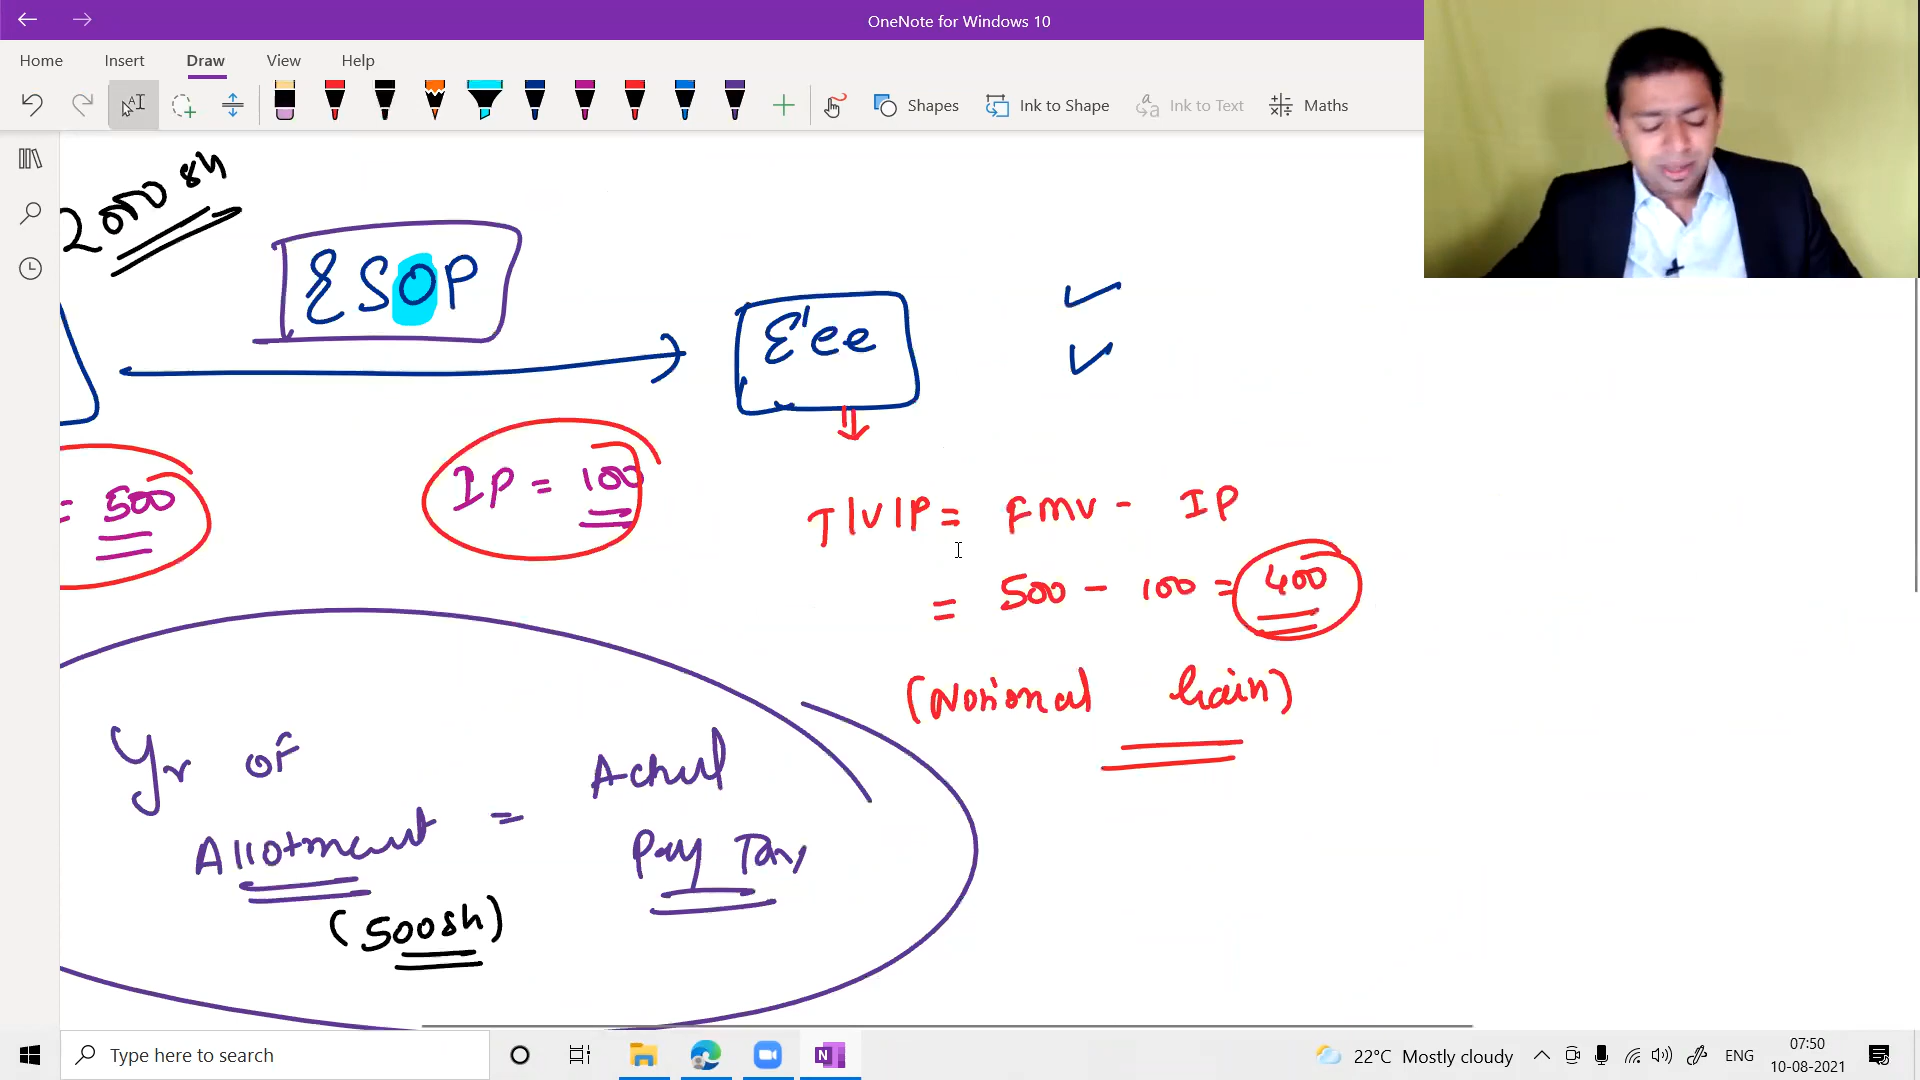 OneNote for Windows 10
Home Insert Draw View Help
Shapes Ink to Shape Ink to Text Maths
2000 sh
ESOP
E'ee
= 500
IP = 100
T/V/P = FMV - IP
= 500 - 100 = 400
(Notional Gain)
Yr of
Allotment = Actual
Pay Tax
(500sh)
Type here to search
22°C Mostly cloudy
ENG
07:50
10-08-2021